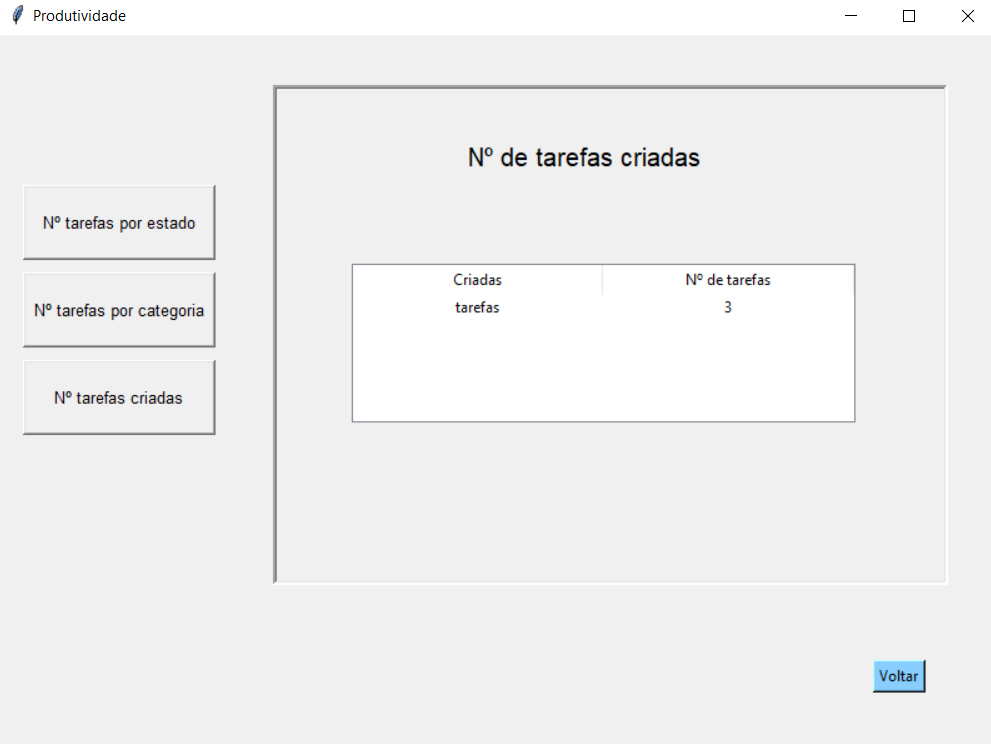 Produtividade
Nº tarefas por estado
Nº tarefas por categoria
Nº tarefas criadas
Nº de tarefas criadas
Criadas Nº de tarefas
tarefas 3
Voltar